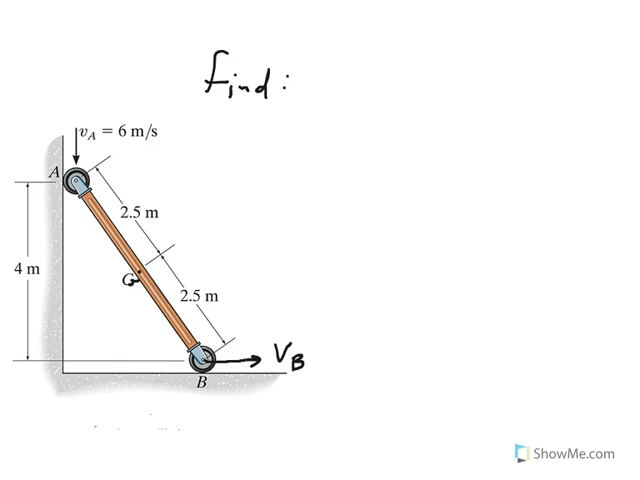 find:
vA = 6 m/s
A
2.5 m
4 m
G
2.5 m
VB
B
ShowMe.com